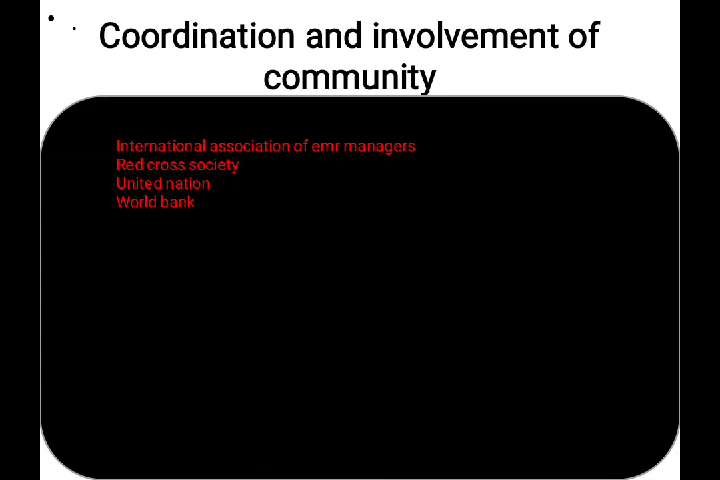 Coordination and involvement of
community
International association of emr managers
Red cross society
United nation
World bank